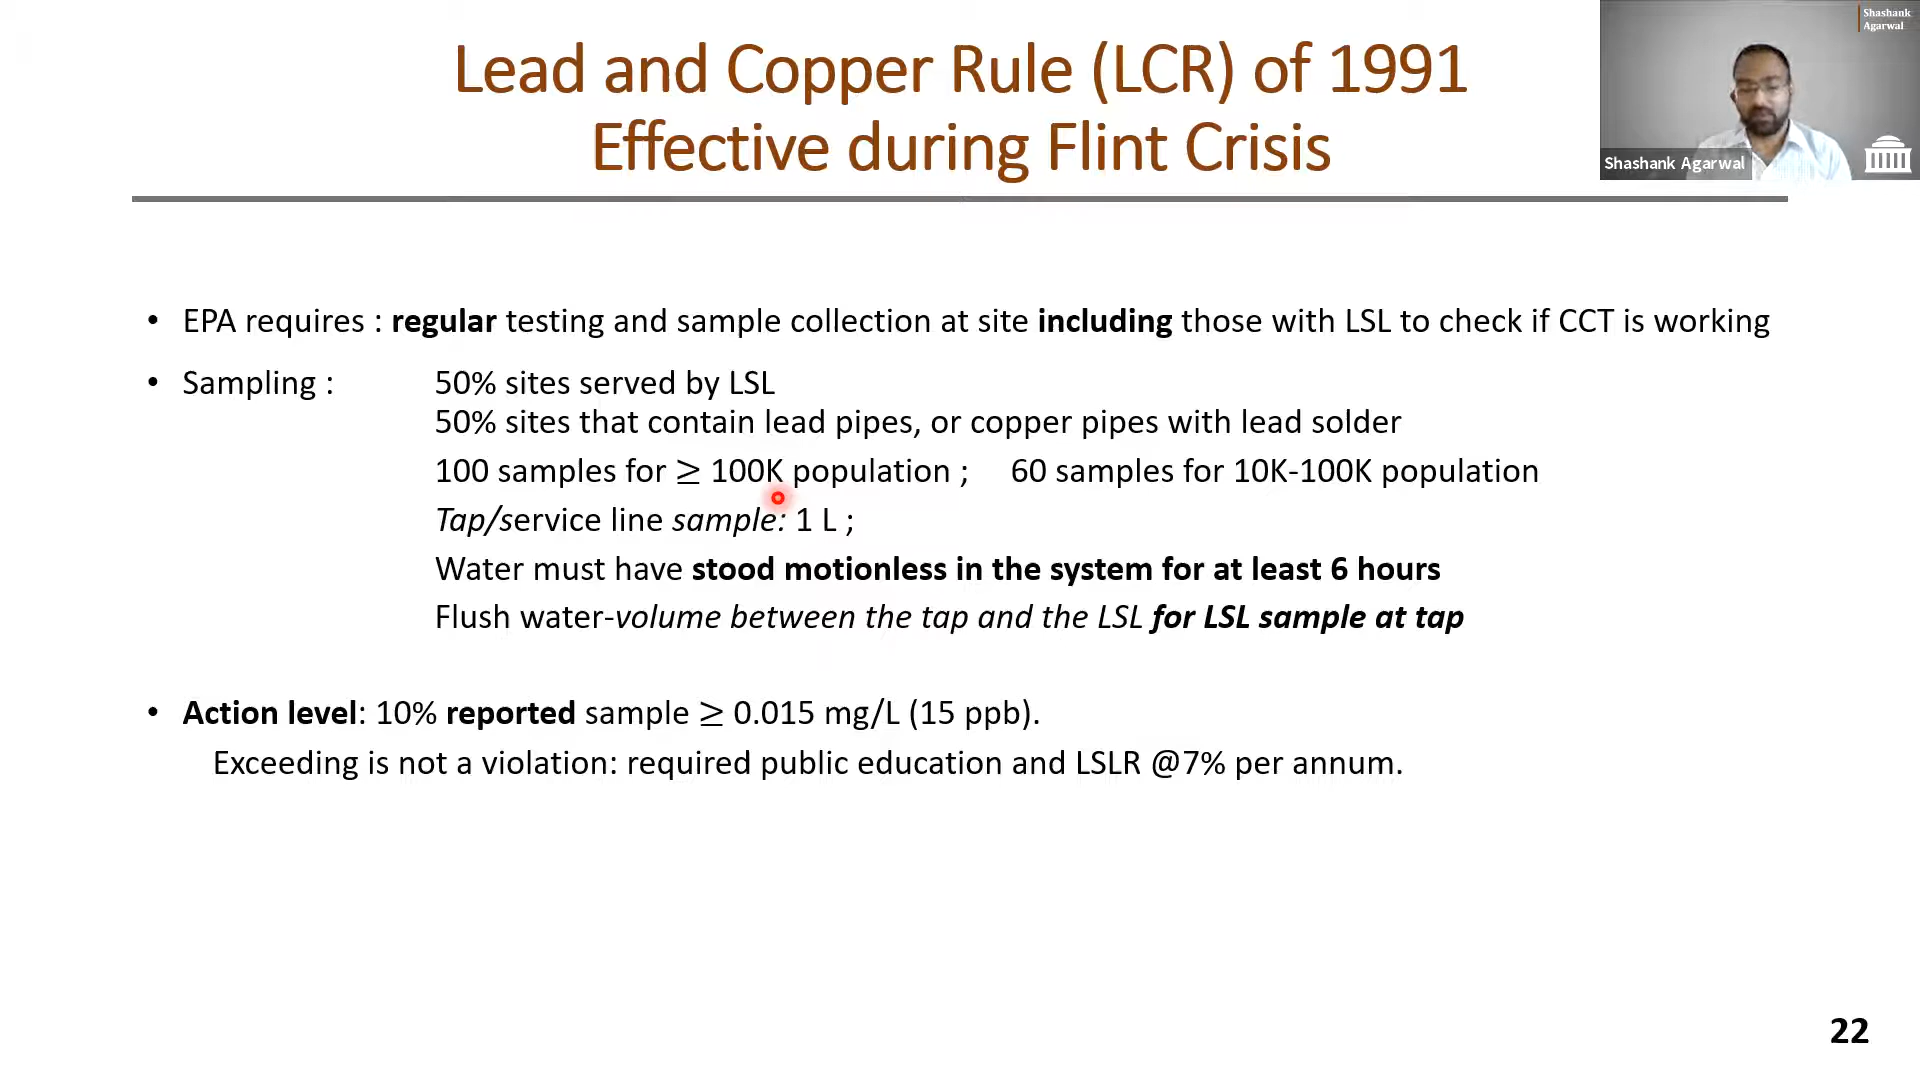 Lead and Copper Rule (LCR) of 1991
Effective during Flint Crisis
Shashank
Agarwal
Shashank Agarwal
• EPA requires : regular testing and sample collection at site including those with LSL to check if CCT is working
• Sampling : 50% sites served by LSL
50% sites that contain lead pipes, or copper pipes with lead solder
100 samples for ≥ 100K population ; 60 samples for 10K-100K population
Tap/service line sample: 1 L ;
Water must have stood motionless in the system for at least 6 hours
Flush water-volume between the tap and the LSL for LSL sample at tap
• Action level: 10% reported sample ≥ 0.015 mg/L (15 ppb).
Exceeding is not a violation: required public education and LSLR @7% per annum.
22